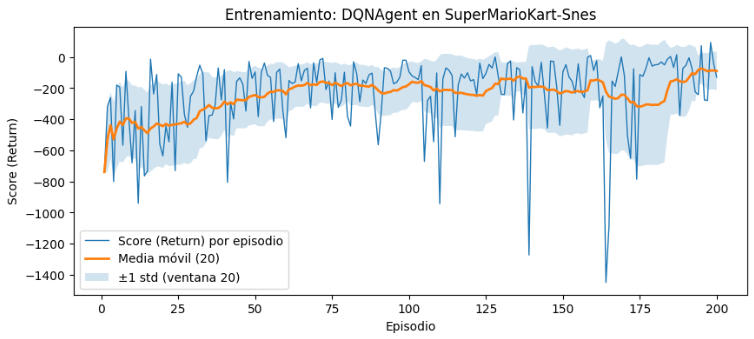 Entrenamiento: DQNAgent en SuperMarioKart-Snes
Score (Return)
0
−200
−400
−600
−800
−1000
−1200
−1400
Score (Return) por episodio
Media móvil (20)
±1 std (ventana 20)
0 25 50 75 100 125 150 175 200
Episodio